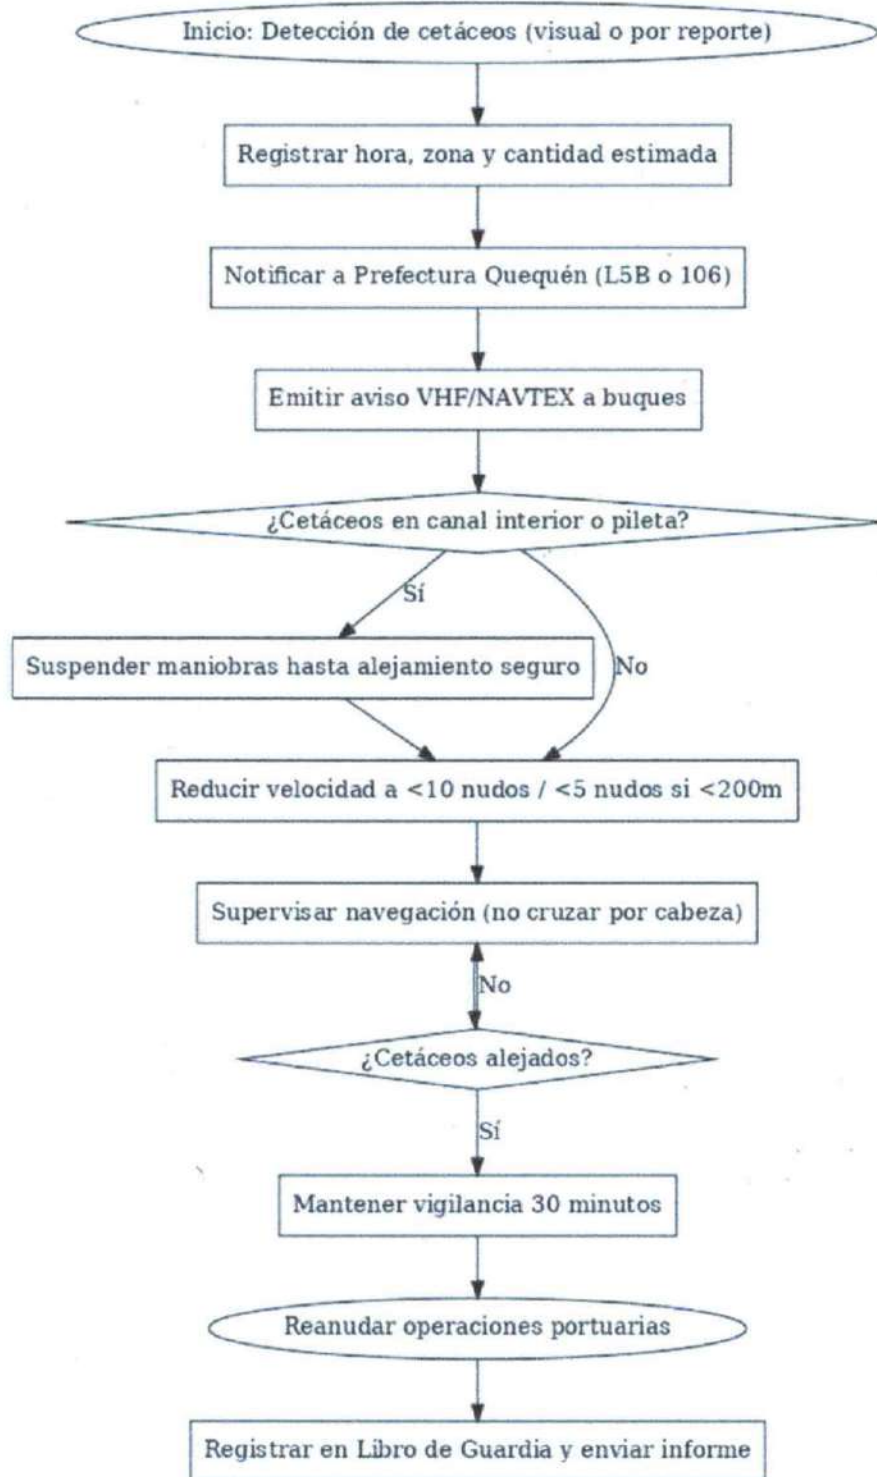 Inicio: Detección de cetáceos (visual o por reporte)
Registrar hora, zona y cantidad estimada
Notificar a Prefectura Quequén (L5B o 106)
Emitir aviso VHF/NAVTEX a buques
¿Cetáceos en canal interior o pileta?
Sí
Suspender maniobras hasta alejamiento seguro
No
Reducir velocidad a <10 nudos / <5 nudos si <200m
Supervisar navegación (no cruzar por cabeza)
No
¿Cetáceos alejados?
Sí
Mantener vigilancia 30 minutos
Reanudar operaciones portuarias
Registrar en Libro de Guardia y enviar informe